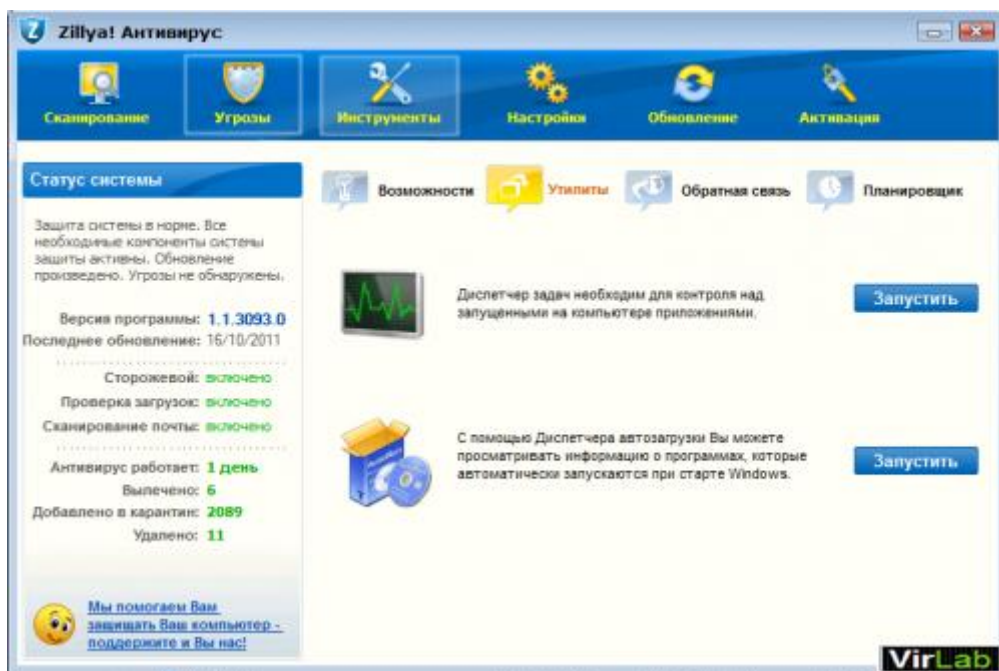 Zillya! Антивирус
Сканирование
Угрозы
Инструменты
Настройки
Обновление
Активация
Статус системы
Возможности
Утилиты
Обратная связь
Планировщик
Защита системы в норме. Все
необходимые компоненты системы
защиты активны. Обновление
произведено. Угрозы не обнаружены.
Версия программы: 1.1.3093.0
Последнее обновление: 16/10/2011
Сторожевой: включено
Проверка загрузок: включено
Сканирование почты: включено
Антивирус работает: 1 день
Вылечено: 6
Добавлено в карантин: 2089
Удалено: 11
Мы помогаем Вам
защищать Ваш компьютер -
поддержите и Вы нас!
Диспетчер задач необходим для контроля над
запущенными на компьютере приложениями.
Запустить
С помощью Диспетчера автозагрузки Вы можете
просматривать информацию о программах, которые
автоматически запускаются при старте Windows.
Запустить
VirLab